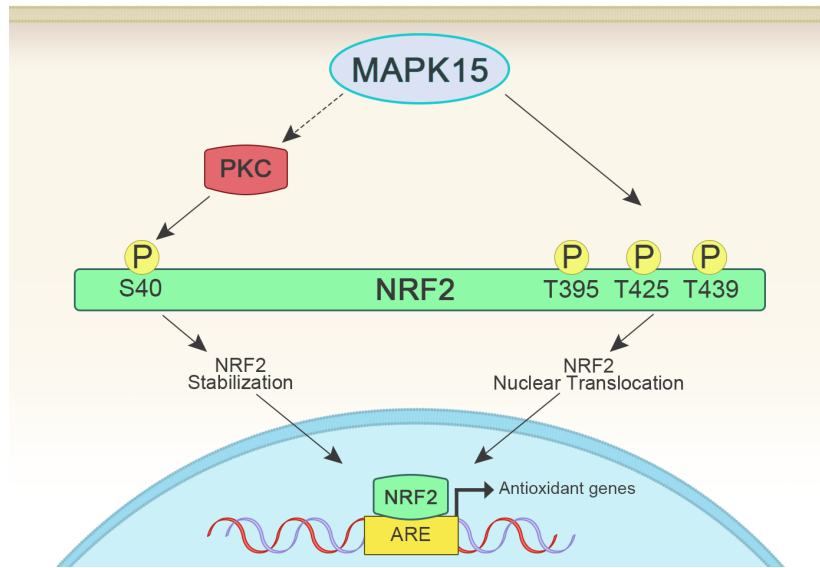 MAPK15
PKC
P
P
P
P
S40
NRF2
T395
T425
T439
NRF2
Stabilization
NRF2
Nuclear Translocation
NRF2
Antioxidant genes
ARE